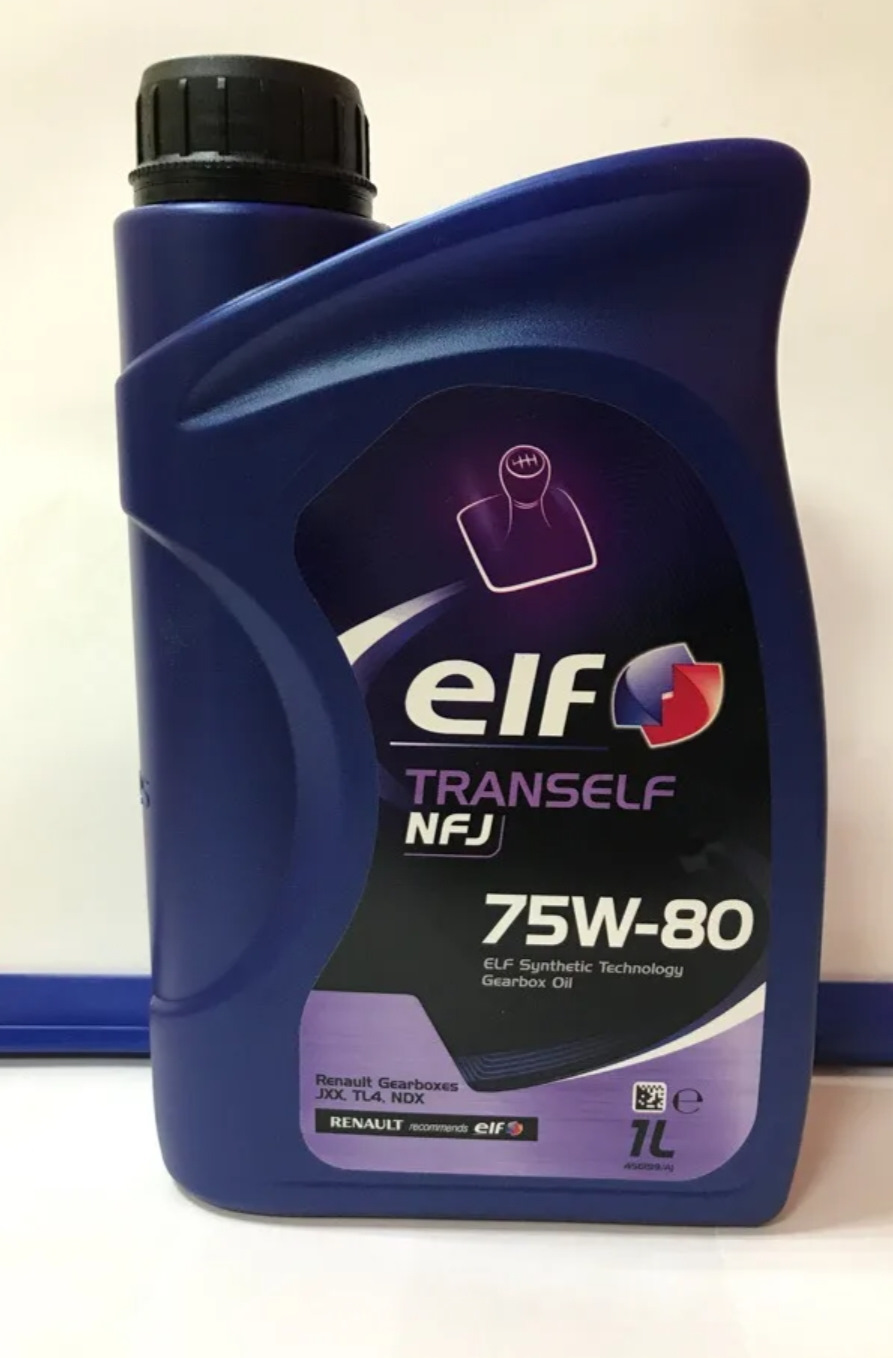 elf
TRANSELF
NFJ
75W-80
ELF Synthetic Technology
Gearbox Oil
Renault Gearboxes
JXX, TL4, NDX
RENAULT recommends elf
e
1L